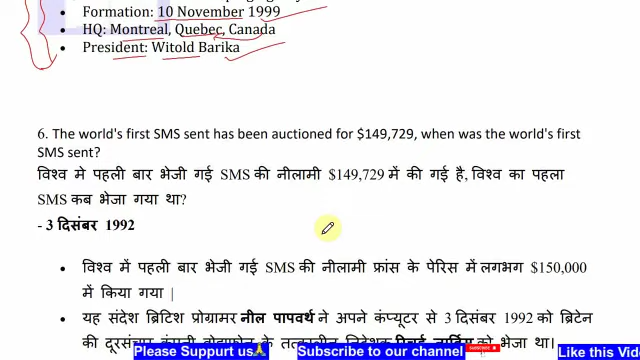 • Formation: 10 November 1999
• HQ: Montreal, Quebec, Canada
• President: Witold Barika
6. The world's first SMS sent has been auctioned for $149,729, when was the world's first
SMS sent?
विश्व मे पहली बार भेजी गई SMS की नीलामी $149,729 में की गई है, विश्व का पहला
SMS कब भेजा गया था?
- 3 दिसंबर 1992
• विश्व में पहली बार भेजी गई SMS की नीलामी फ्रांस के पेरिस में लगभग $150,000
में किया गया |
• यह संदेश ब्रिटिश प्रोग्रामर नील पापवर्थ ने अपने कंप्यूटर से 3 दिसंबर 1992 को ब्रिटेन
की दूरसंचार कंपनी वोडाफोन के तत्कालीन निदेशक को भेजा था।
Please Suppurt us🙏 Subscribe to our channel Like this Vid